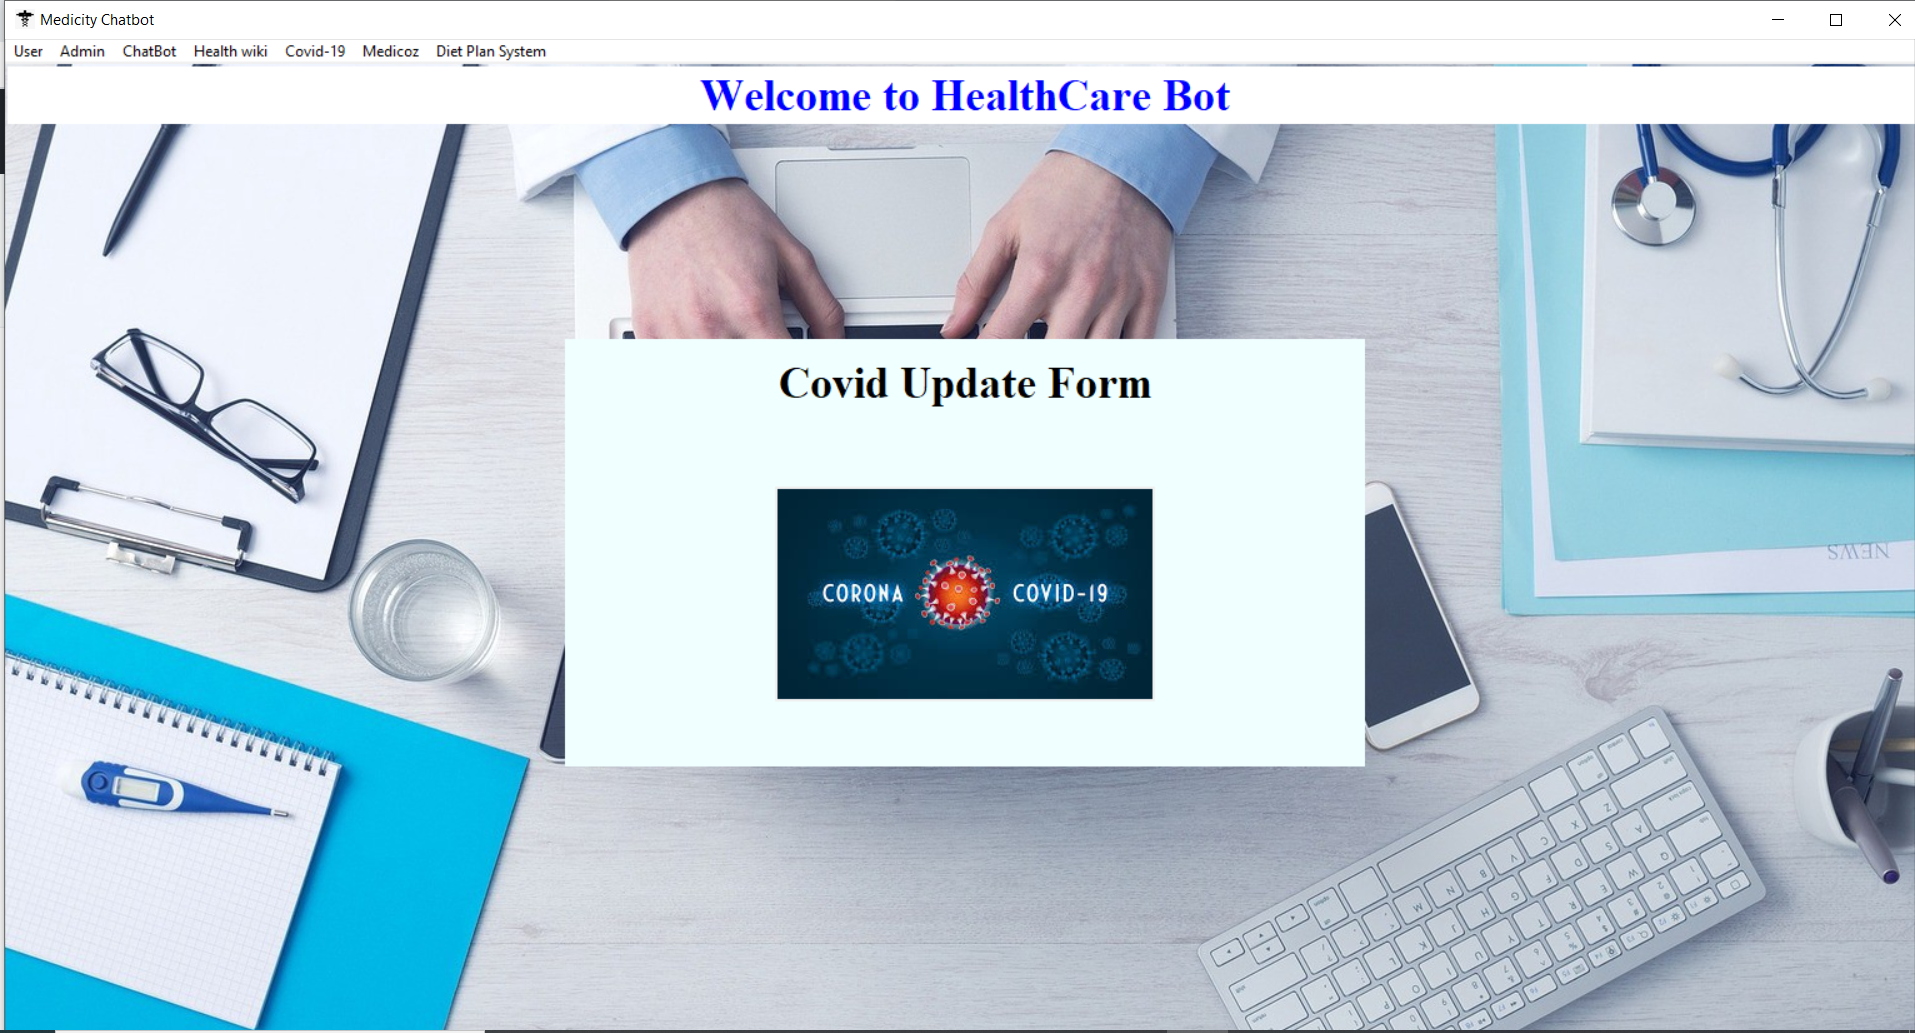 Medicity Chatbot
User Admin ChatBot Health wiki Covid-19 Medicoz Diet Plan System
Welcome to HealthCare Bot
Covid Update Form
CORONA COVID-19
NEWS